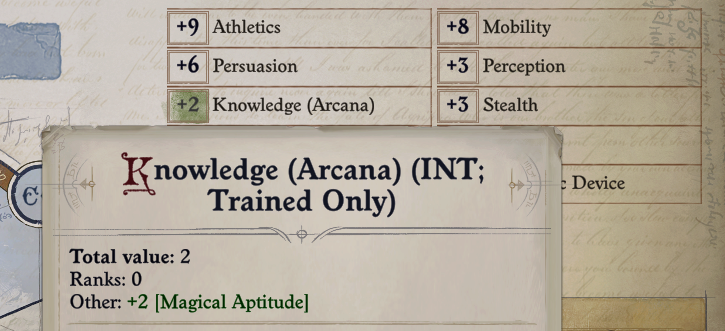 +9 Athletics
+8 Mobility
+6 Persuasion
+3 Perception
+2 Knowledge (Arcana)
+3 Stealth
Knowledge (Arcana) (INT;
Trained Only)
c Device
Total value: 2
Ranks: 0
Other: +2 [Magical Aptitude]